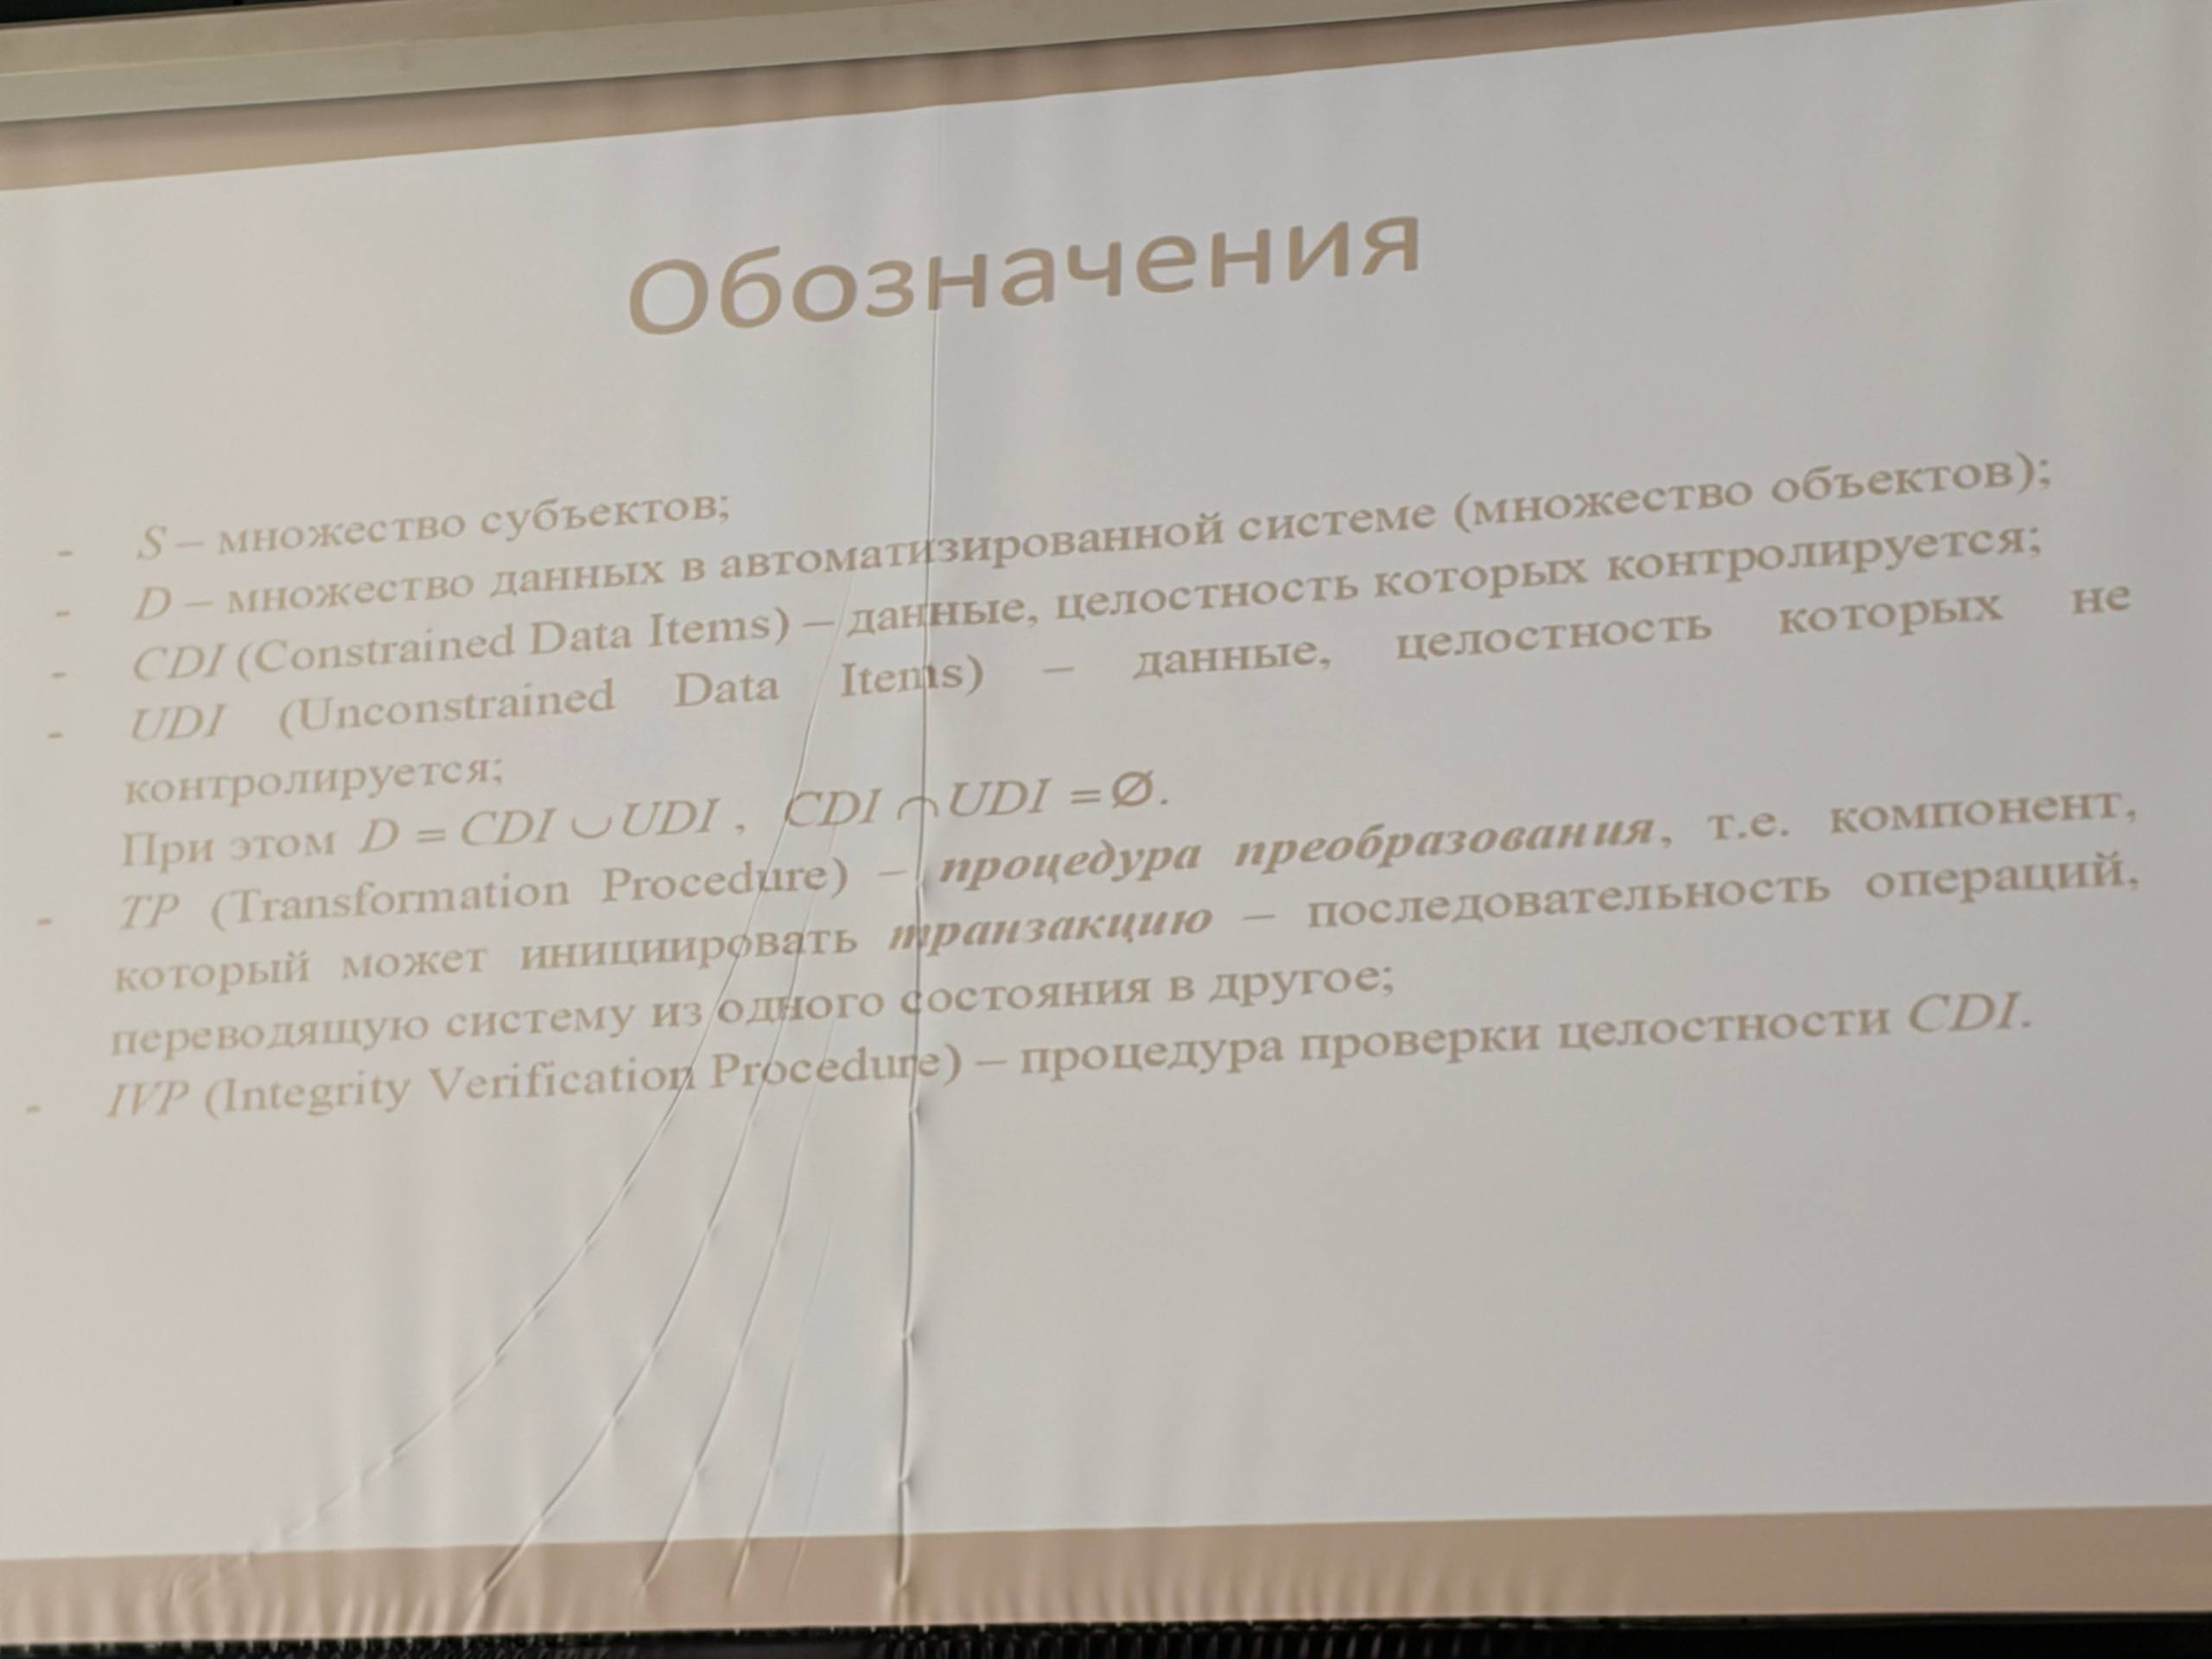 Обозначения
- S – множество субъектов;
- D – множество данных в автоматизированной системе (множество объектов);
- CDI (Constrained Data Items) – данные, целостность которых контролируется;
- UDI (Unconstrained Data Items) – данные, целостность которых не
контролируется;
При этом D = CDI ∪ UDI , CDI ∩ UDI = ∅.
- TP (Transformation Procedure) – процедура преобразования, т.е. компонент,
который может инициировать транзакцию – последовательность операций,
переводящую систему из одного состояния в другое;
- IVP (Integrity Verification Procedure) – процедура проверки целостности CDI.